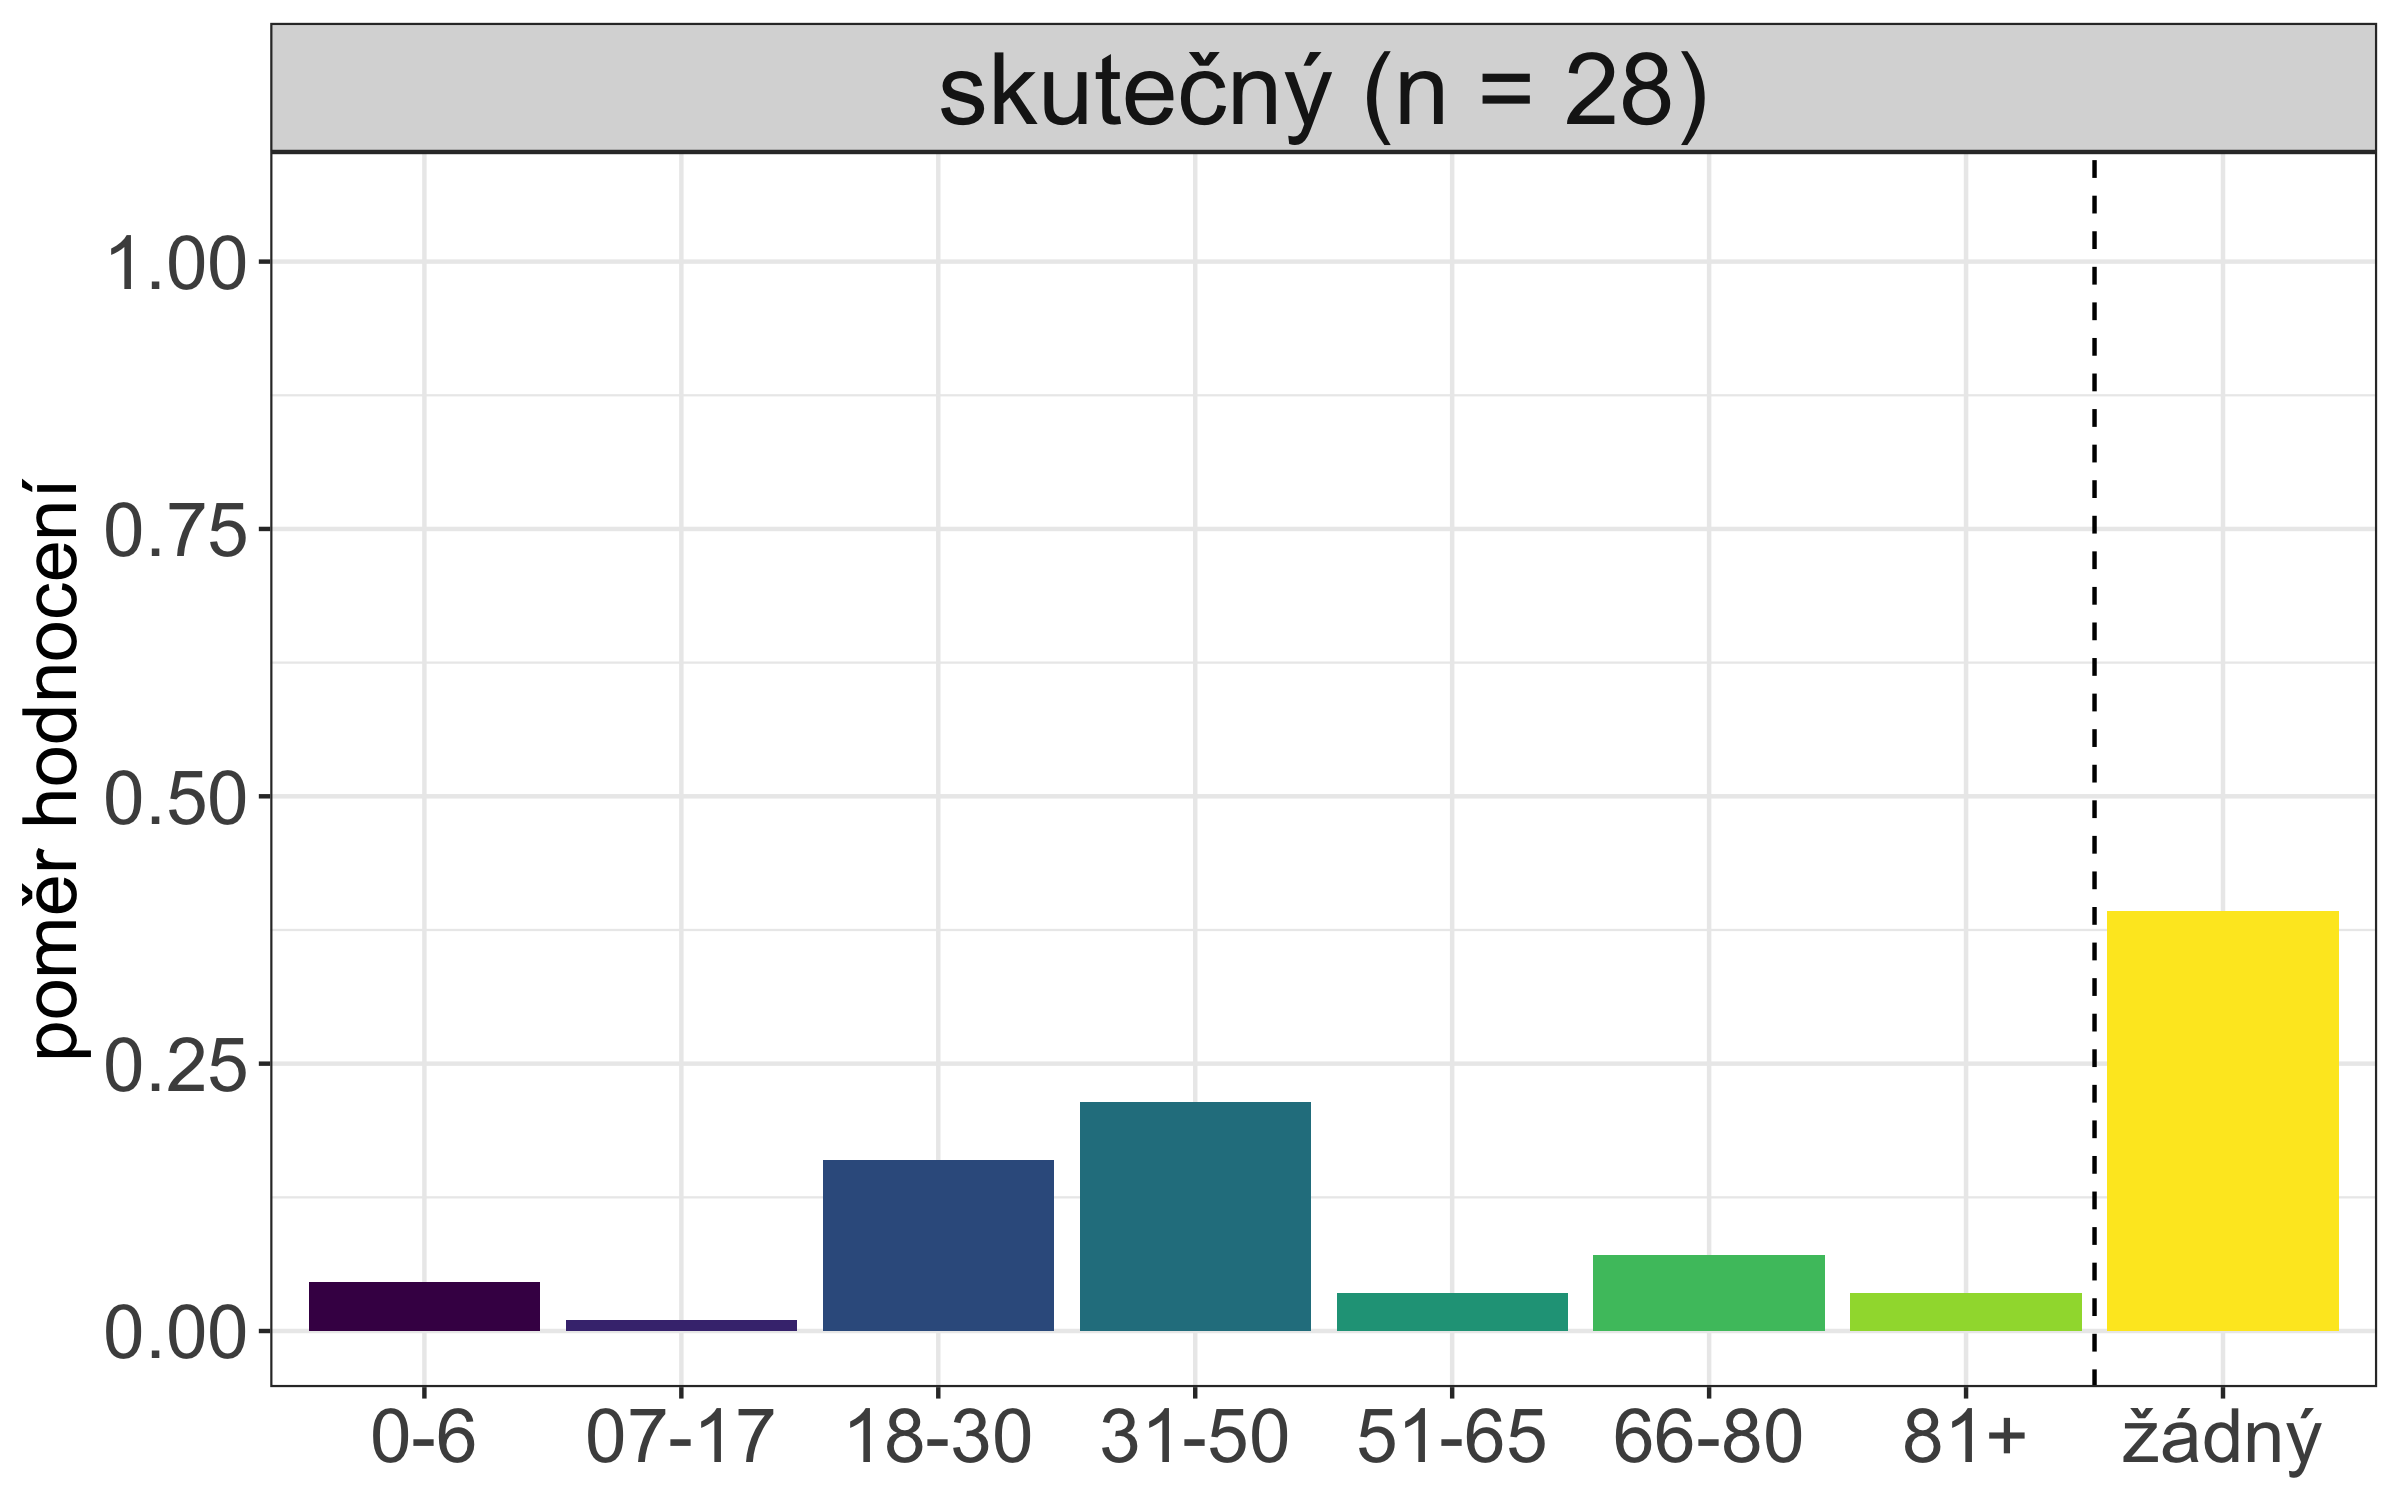 skutečný (n = 28)
poměr hodnocení
1.00
0.75
0.50
0.25
0.00
0-6 07-17 18-30 31-50 51-65 66-80 81+ žádný